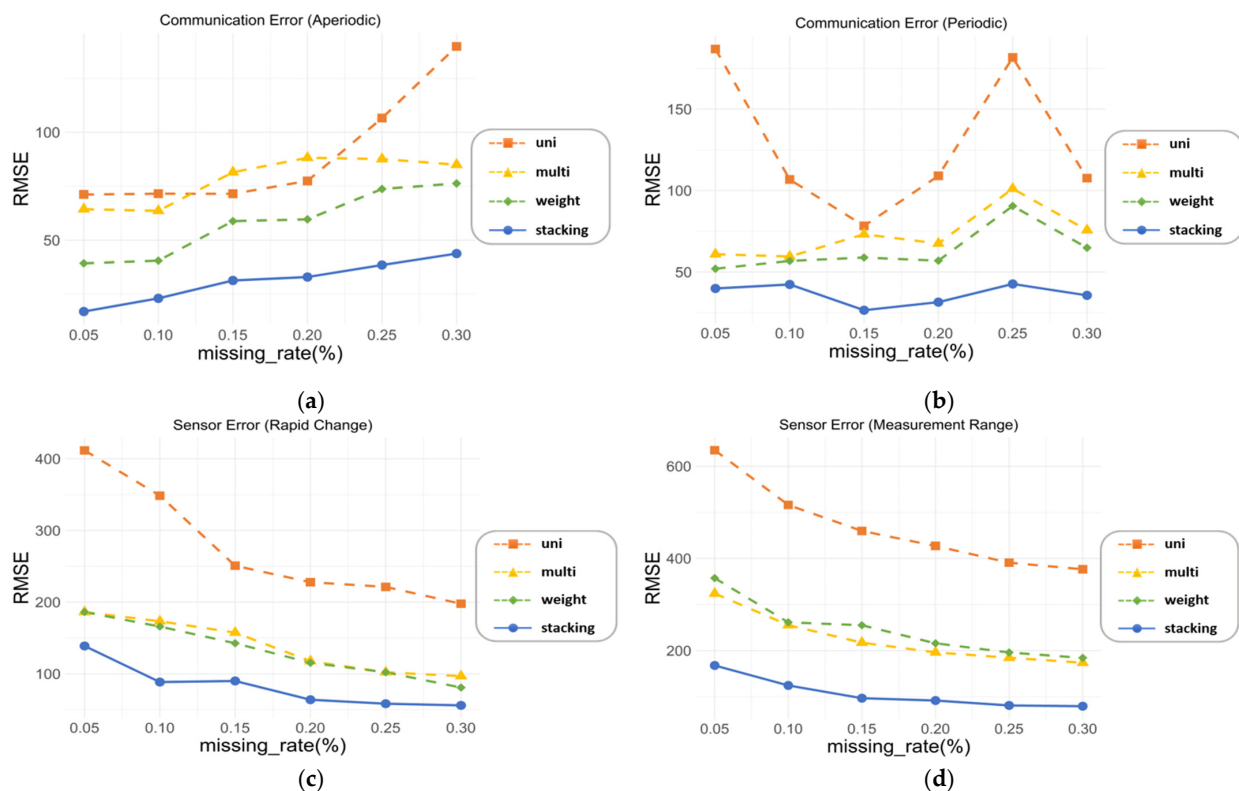 Communication Error (Aperiodic)
RMSE
100
50
0.05 0.10 0.15 0.20 0.25 0.30
missing_rate(%)
uni
multi
weight
stacking
(a)
Communication Error (Periodic)
RMSE
150
100
50
0.05 0.10 0.15 0.20 0.25 0.30
missing_rate(%)
uni
multi
weight
stacking
(b)
Sensor Error (Rapid Change)
RMSE
400
300
200
100
0.05 0.10 0.15 0.20 0.25 0.30
missing_rate(%)
uni
multi
weight
stacking
(c)
Sensor Error (Measurement Range)
RMSE
600
400
200
0.05 0.10 0.15 0.20 0.25 0.30
missing_rate(%)
uni
multi
weight
stacking
(d)